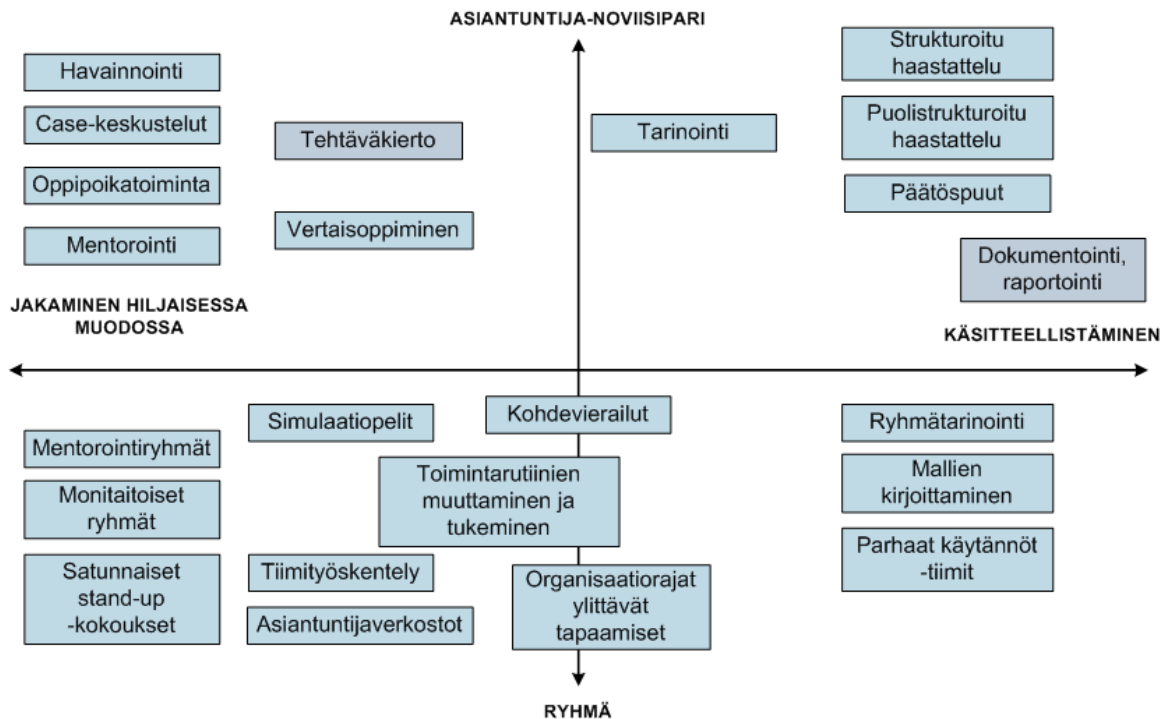 ASIANTUNTIJA-NOVIISIPARI
Havainnointi
Case-keskustelut
Oppipoikatoiminta
Mentorointi
Tehtäväkierto
Vertaisoppiminen
Tarinointi
Strukturoitu
haastattelu
Puolistrukturoitu
haastattelu
Päätöspuut
Dokumentointi,
raportointi
JAKAMINEN HILJAISESSA
MUODOSSA
KÄSITTEELLISTÄMINEN
Mentorointiryhmät
Monitaitoiset
ryhmät
Satunnaiset
stand-up
-kokoukset
Simulaatiopelit
Tiimityöskentely
Asiantuntijaverkostot
Kohdevierailut
Toimintarutiinien
muuttaminen ja
tukeminen
Organisaatiorajat
ylittävät
tapaamiset
Ryhmätarinointi
Mallien
kirjoittaminen
Parhaat käytännöt
-tiimit
RYHMÄ